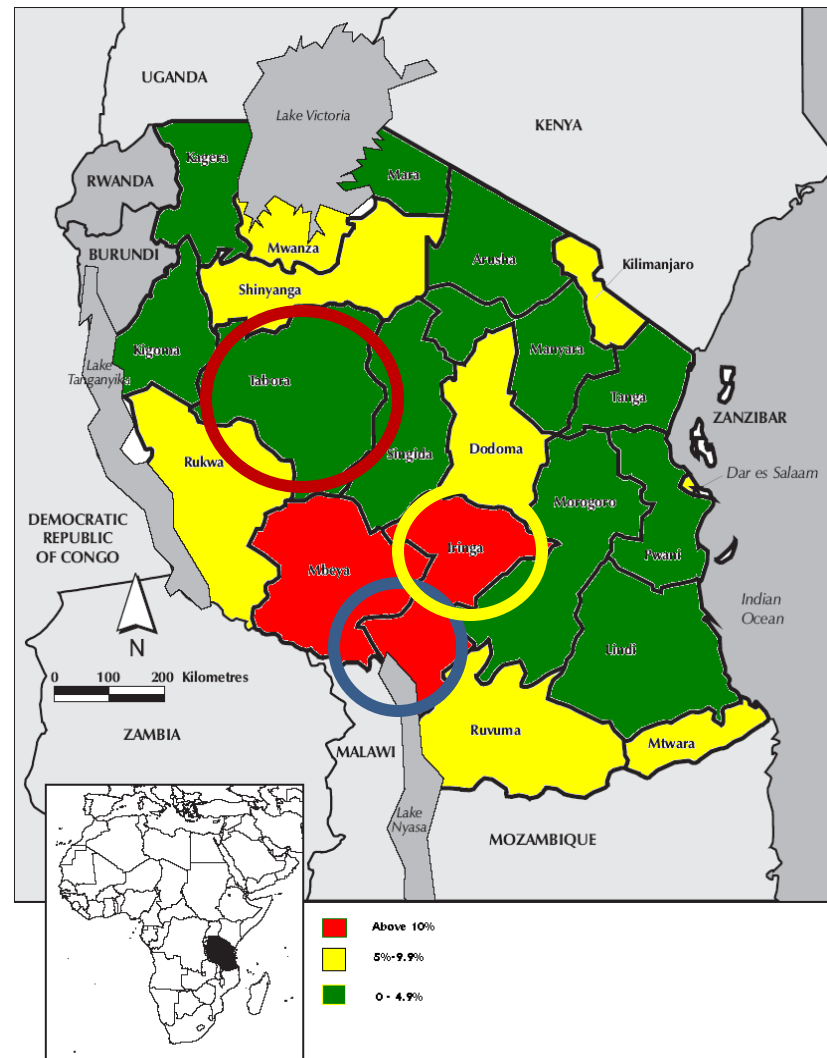 UGANDA
Lake Victoria
KENYA
Kagera
Mara
RWANDA
BURUNDI
Mwanza
Arusha
Kilimanjaro
Shinyanga
Kigoma
Manyara
Lake
Tanganyika
Tabora
Tanga
ZANZIBAR
Singida
Dodoma
Rukwa
Dar es Salaam
Morogoro
DEMOCRATIC
REPUBLIC
OF CONGO
Iringa
Pwani
Mbeya
Indian
Ocean
N
Lindi
0 100 200 Kilometres
ZAMBIA
Ruvuma
Mtwara
MALAWI
Lake
Nyasa
MOZAMBIQUE
Above 10%
5%-9.9%
0 - 4.9%